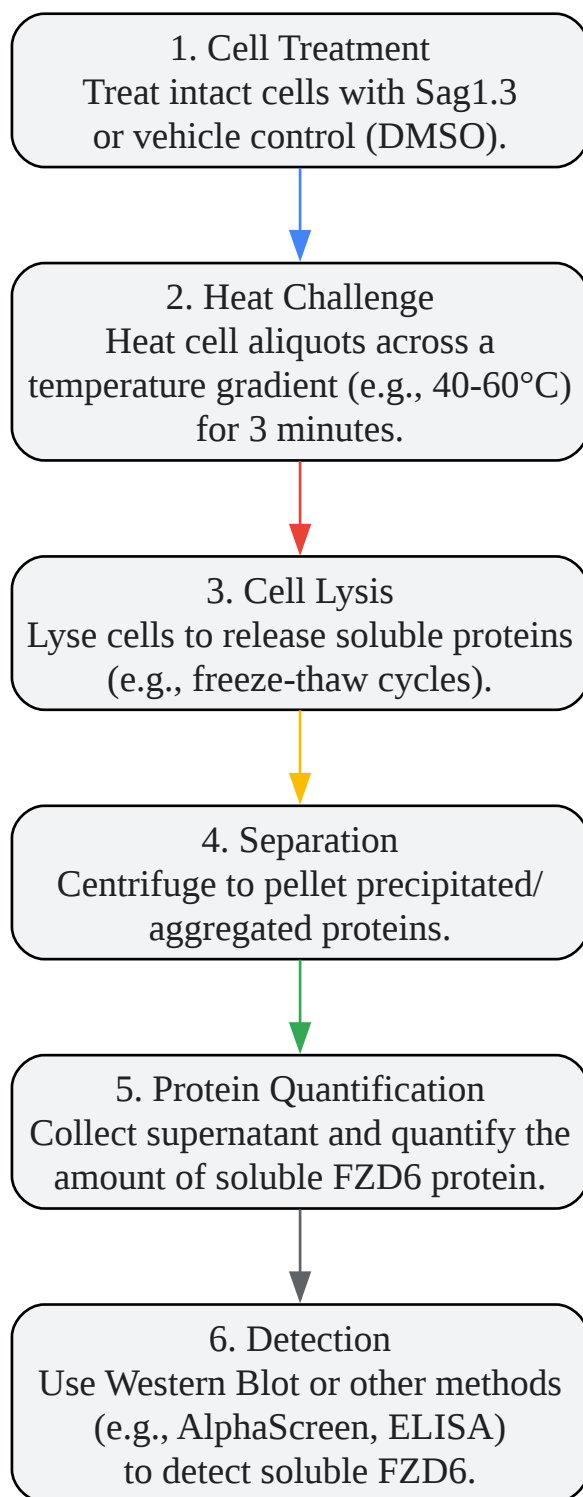 1. Cell Treatment
Treat intact cells with Sag1.3
or vehicle control (DMSO).
2. Heat Challenge
Heat cell aliquots across a
temperature gradient (e.g., 40-60°C)
for 3 minutes.
3. Cell Lysis
Lyse cells to release soluble proteins
(e.g., freeze-thaw cycles).
4. Separation
Centrifuge to pellet precipitated/
aggregated proteins.
5. Protein Quantification
Collect supernatant and quantify the
amount of soluble FZD6 protein.
6. Detection
Use Western Blot or other methods
(e.g., AlphaScreen, ELISA)
to detect soluble FZD6.